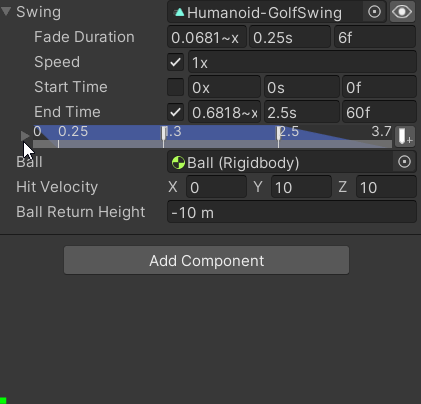 Swing Humanoid-GolfSwing
Fade Duration 0.0681~x 0.25s 6f
Speed 1x
Start Time 0x 0s 0f
End Time 0.6818~x 2.5s 60f
0 0.25 1.3 2.5 3.7
Ball Ball (Rigidbody)
Hit Velocity X 0 Y 10 Z 10
Ball Return Height -10 m
Add Component